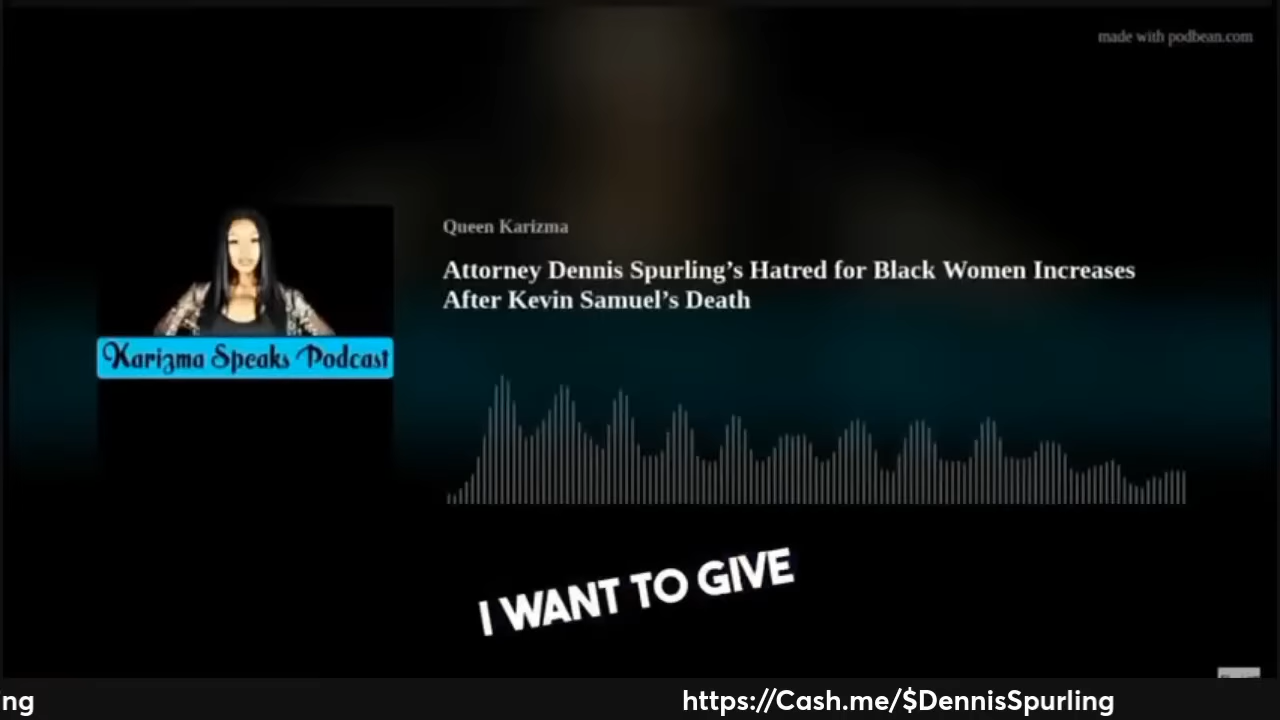 made with podbean.com
Queen Karizma
Attorney Dennis Spurling’s Hatred for Black Women Increases
After Kevin Samuel’s Death
Karizma Speaks Podcast
I WANT TO GIVE
ng
https://Cash.me/$DennisSpurling